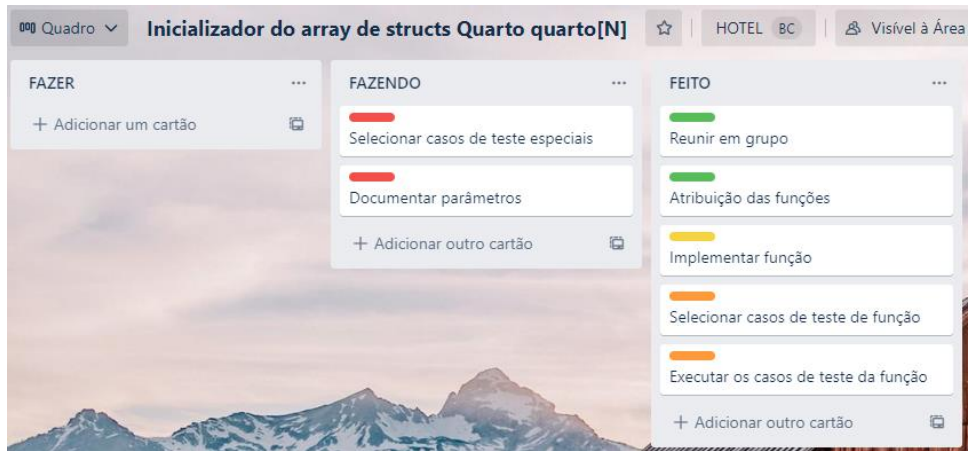 Quadro
Inicializador do array de structs Quarto quarto[N]
HOTEL BC
Visível à Área
FAZER
...
+ Adicionar um cartão
FAZENDO
...
Selecionar casos de teste especiais
Documentar parâmetros
+ Adicionar outro cartão
FEITO
...
Reunir em grupo
Atribuição das funções
Implementar função
Selecionar casos de teste de função
Executar os casos de teste da função
+ Adicionar outro cartão